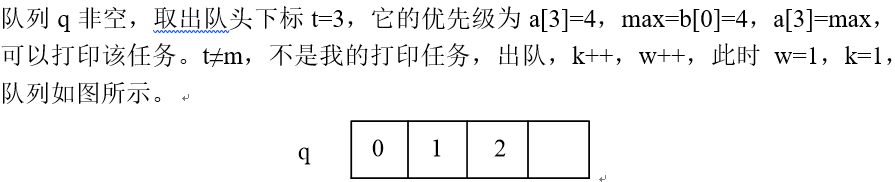 队列 q 非空，取出队头下标 t=3，它的优先级为 a[3]=4，max=b[0]=4，a[3]=max，
可以打印该任务。t≠m，不是我的打印任务，出队，k++，w++，此时 w=1，k=1，
队列如图所示。
q 0 1 2